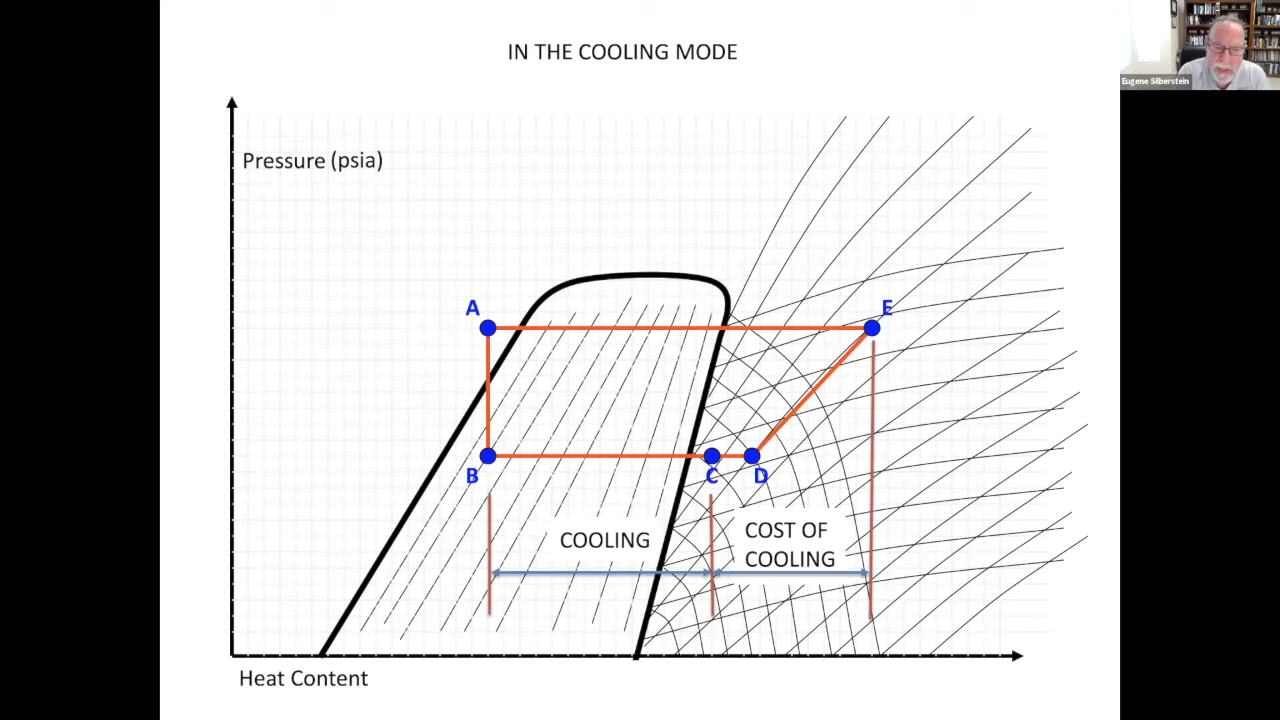 IN THE COOLING MODE
Eugene Silberstein
Pressure (psia)
A
E
B
C
D
COOLING
COST OF
COOLING
Heat Content